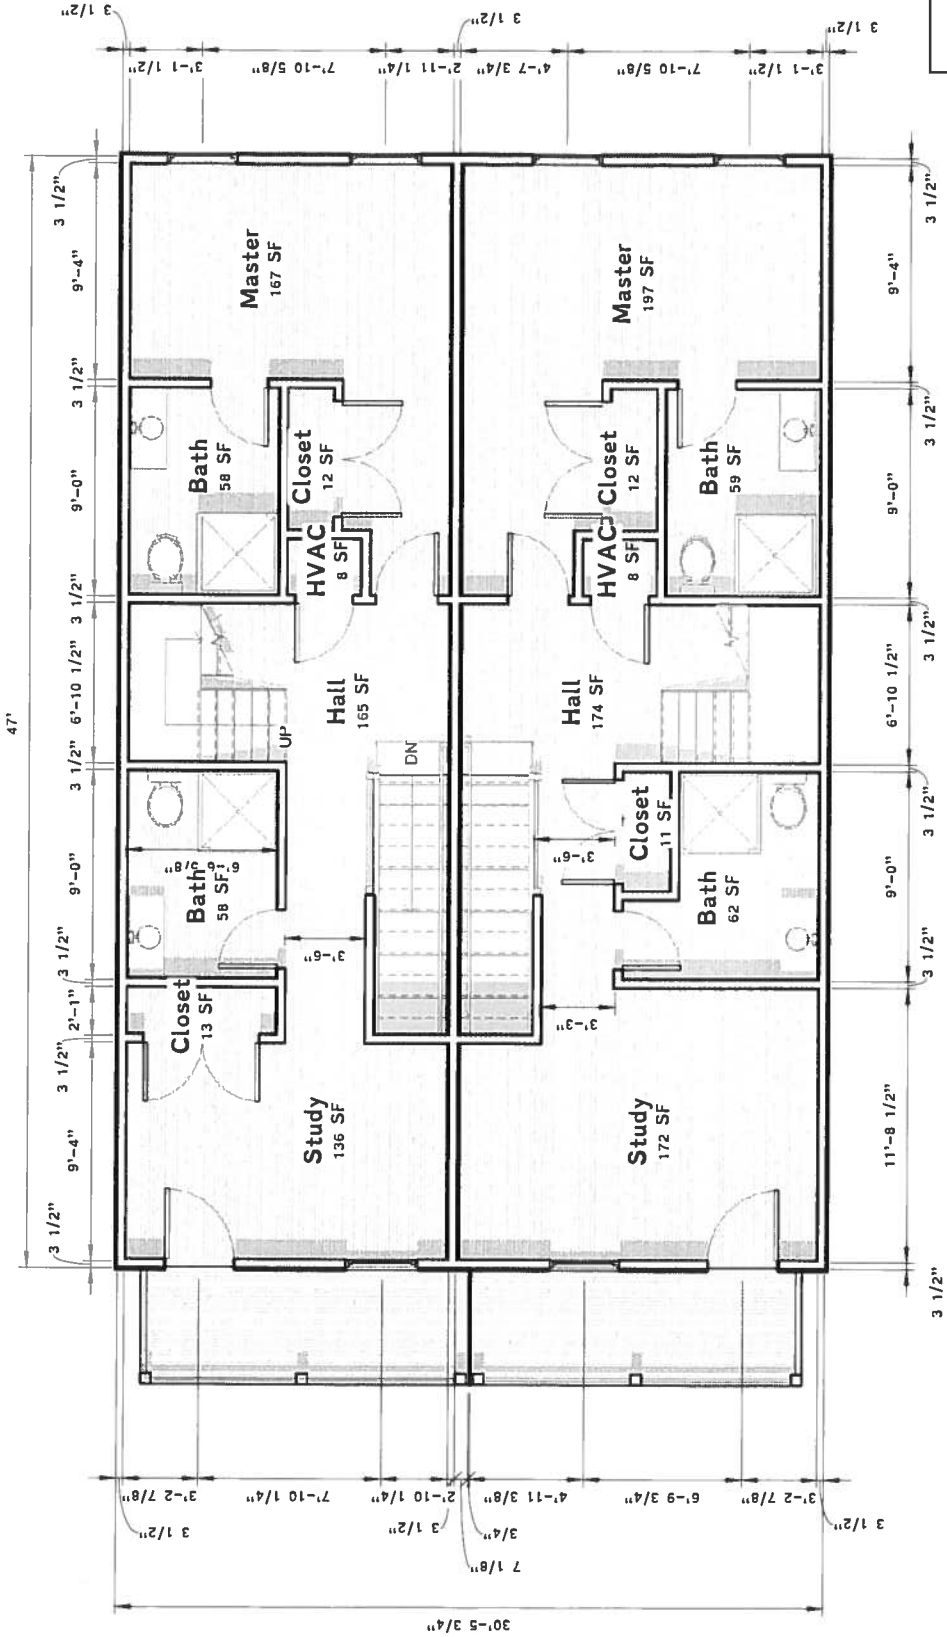 47'
3 1/2"
9'-4"
3 1/2"
9'-0"
3 1/2"
6'-10 1/2"
3 1/2"
9'-0"
3 1/2"
2'-1"
3 1/2"
9'-4"
3 1/2"
3 1/2"
3'-1 1/2"
7'-10 5/8"
2'-11 1/4"
3 1/2"
4'-7 3/4"
7'-10 5/8"
3'-1 1/2"
3 1/2"
Master
167 SF
Bath
58 SF
Closet
12 SF
HVAC
8 SF
Hall
165 SF
UP
DN
Bath
58 SF
6'-6 5/8"
3'-6"
Closet
13 SF
Study
136 SF
Master
197 SF
Closet
12 SF
Bath
59 SF
HVAC
8 SF
Hall
174 SF
Closet
11 SF
3'-6"
Bath
62 SF
3'-3"
Study
172 SF
3 1/2"
9'-4"
3 1/2"
9'-0"
3 1/2"
6'-10 1/2"
3 1/2"
9'-0"
3 1/2"
11'-8 1/2"
3 1/2"
3 1/2"
3'-2 7/8"
7'-10 1/4"
2'-10 1/4"
3 1/2"
3/4"
7 1/8"
4'-11 3/8"
6'-9 3/4"
3'-2 7/8"
3 1/2"
30'-5 3/4"